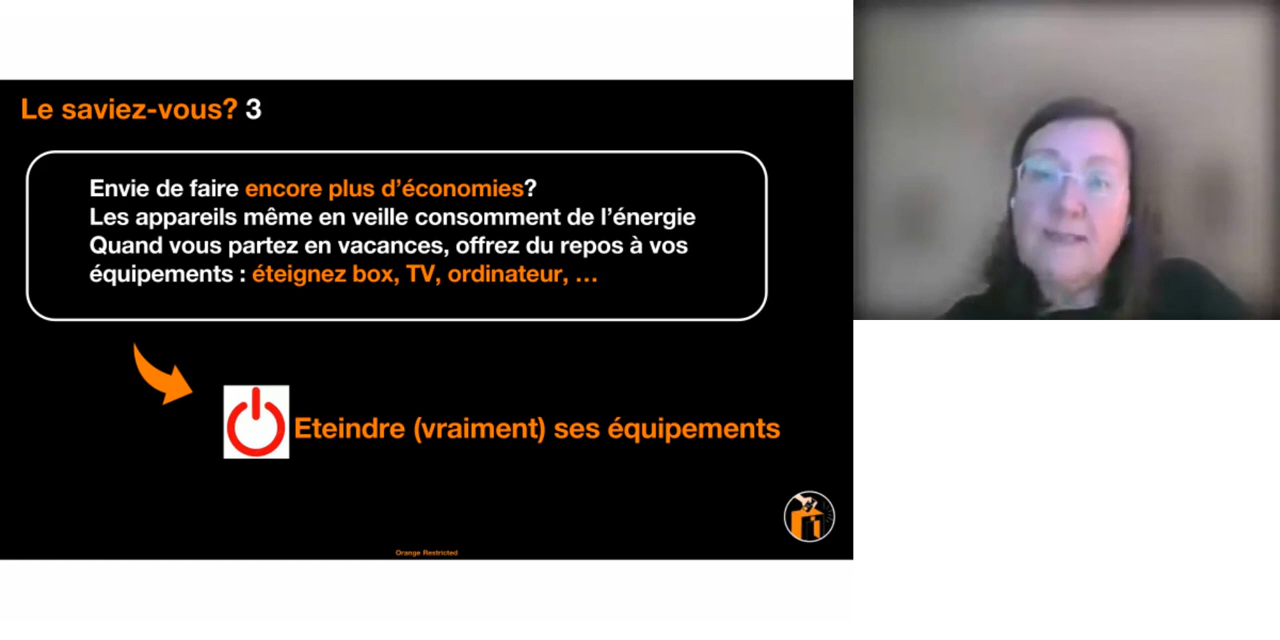 Le saviez-vous? 3
Envie de faire encore plus d’économies?
Les appareils même en veille consomment de l’énergie
Quand vous partez en vacances, offrez du repos à vos
équipements : éteignez box, TV, ordinateur, …
Eteindre (vraiment) ses équipements
Orange Restricted